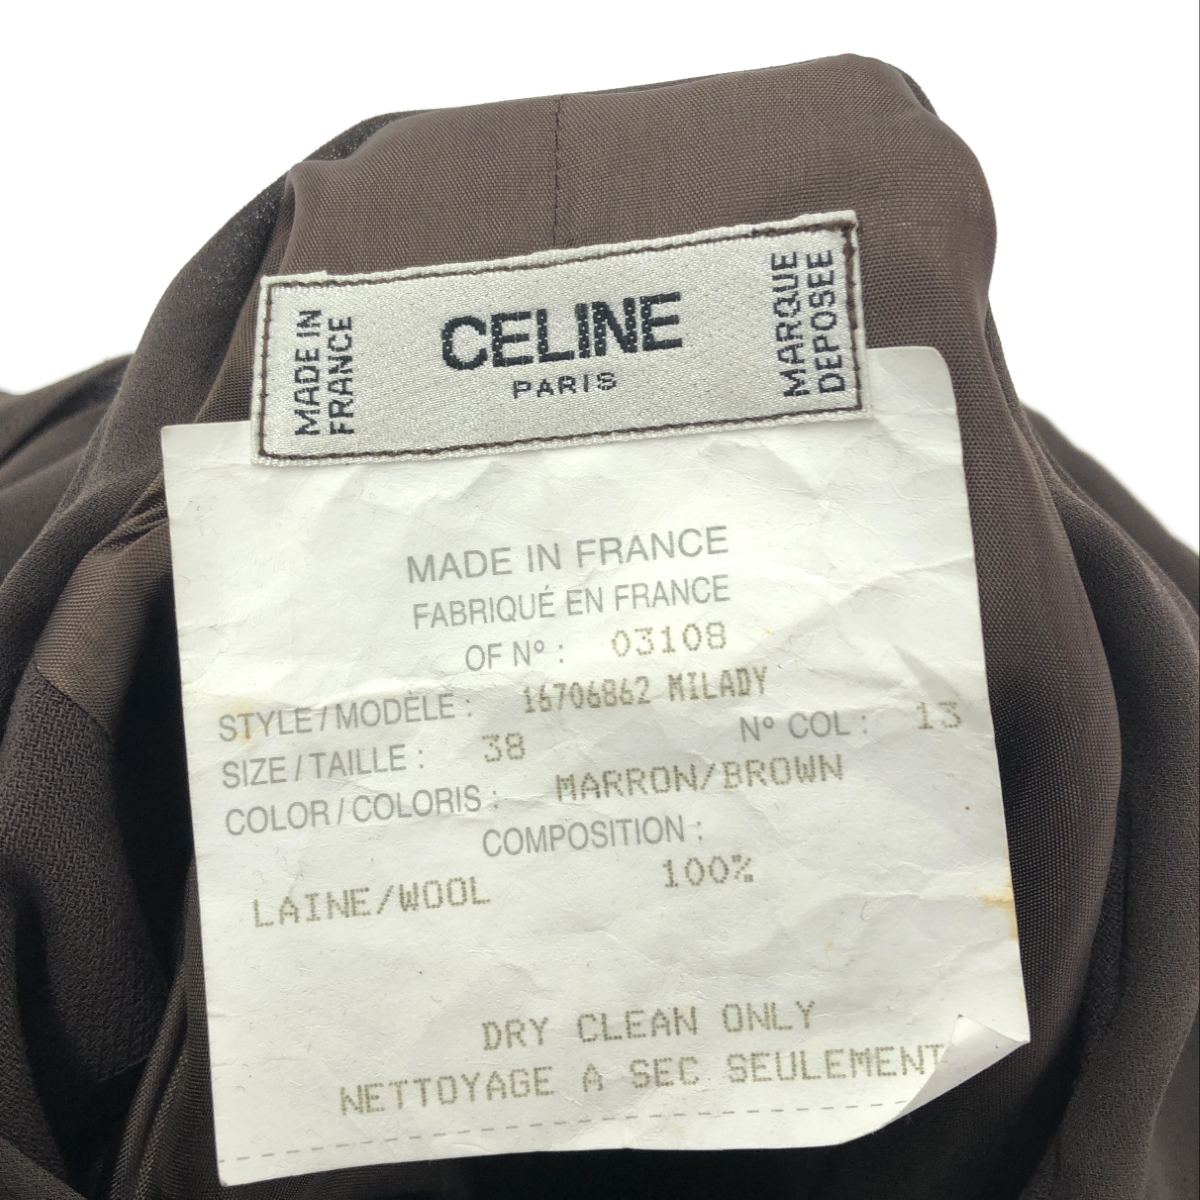 MADE IN
FRANCE
CELINE
PARIS
MARQUE
DEPOSEE
MADE IN FRANCE
FABRIQUÉ EN FRANCE
OF Nº : 03108
STYLE/MODÈLE : 16706862 MILADY
SIZE/TAILLE : 38 Nº COL : 13
COLOR/COLORIS : MARRON/BROWN
COMPOSITION :
LAINE/WOOL 100%
DRY CLEAN ONLY
NETTOYAGE A SEC SEULEMENT